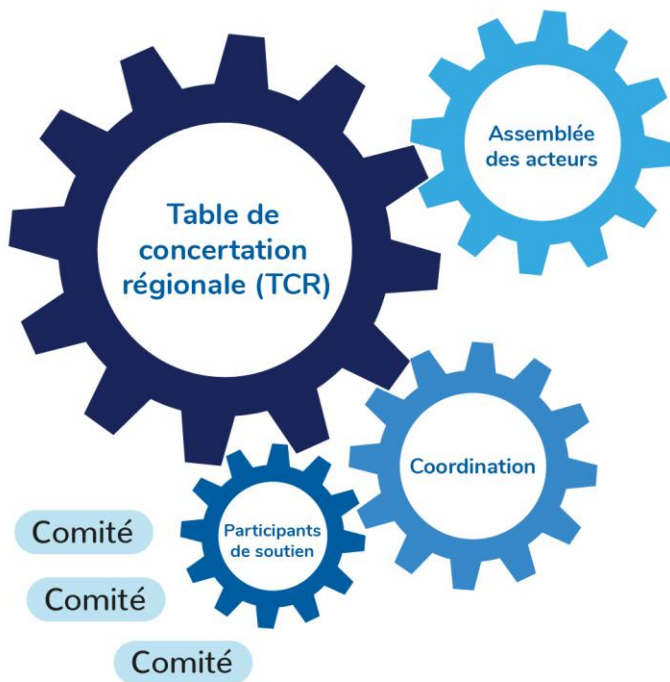 Assemblée
des acteurs
Table de
concertation
régionale (TCR)
Coordination
Participants
de soutien
Comité
Comité
Comité